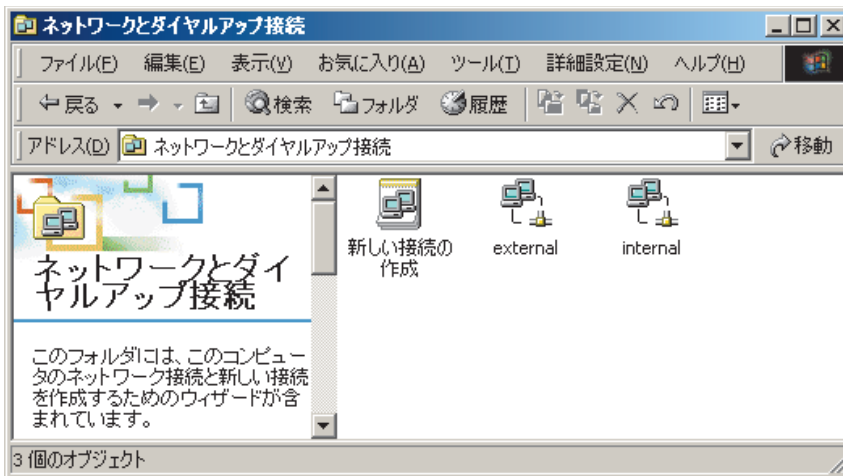 ネットワークとダイヤルアップ接続
ファイル(F) 編集(E) 表示(V) お気に入り(A) ツール(T) 詳細設定(N) ヘルプ(H)
戻る 検索 フォルダ 履歴
アドレス(D) ネットワークとダイヤルアップ接続 移動
ネットワークとダイ
ヤルアップ接続
このフォルダには、このコンピュー
タのネットワーク接続と新しい接続
を作成するためのウィザードが含
まれています。
新しい接続の
作成
external
internal
3 個のオブジェクト